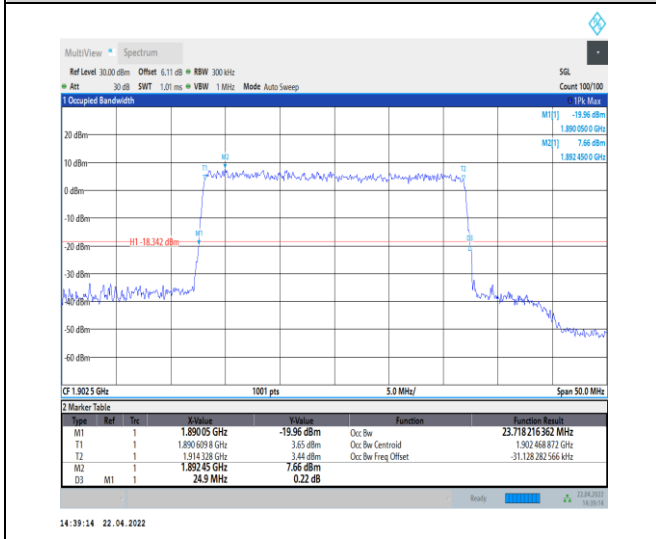 MultiView Spectrum
Ref Level 30.00 dBm Offset 6.11 dB RBW 300 kHz SGL
Att 30 dB SWT 1.01 ms VBW 1 MHz Mode Auto Sweep Count 100/100
1 Occupied Bandwidth 1Pk Max
M1[1] -19.96 dBm
1.890 050 0 GHz
M2[1] 7.66 dBm
1.892 450 0 GHz
20 dBm
10 dBm
0 dBm
-10 dBm
-20 dBm
-30 dBm
-50 dBm
-60 dBm
T1
M2
T2
M1
D3
H1 -18.342 dBm
CF 1.902 5 GHz 1001 pts 5.0 MHz/ Span 50.0 MHz
2 Marker Table
Type Ref Trc X-Value Y-Value Function Function Result
M1 1 1.89005 GHz -19.96 dBm Occ Bw 23.718 216 362 MHz
T1 1 1.890 609 8 GHz 3.65 dBm Occ Bw Centroid 1.902 468 872 GHz
T2 1 1.914 328 GHz 3.44 dBm Occ Bw Freq Offset -31.128 282 566 kHz
M2 1 1.89245 GHz 7.66 dBm
D3 M1 1 24.9 MHz 0.22 dB
Ready 22.04.2022
14:39:14
14:39:14 22.04.2022